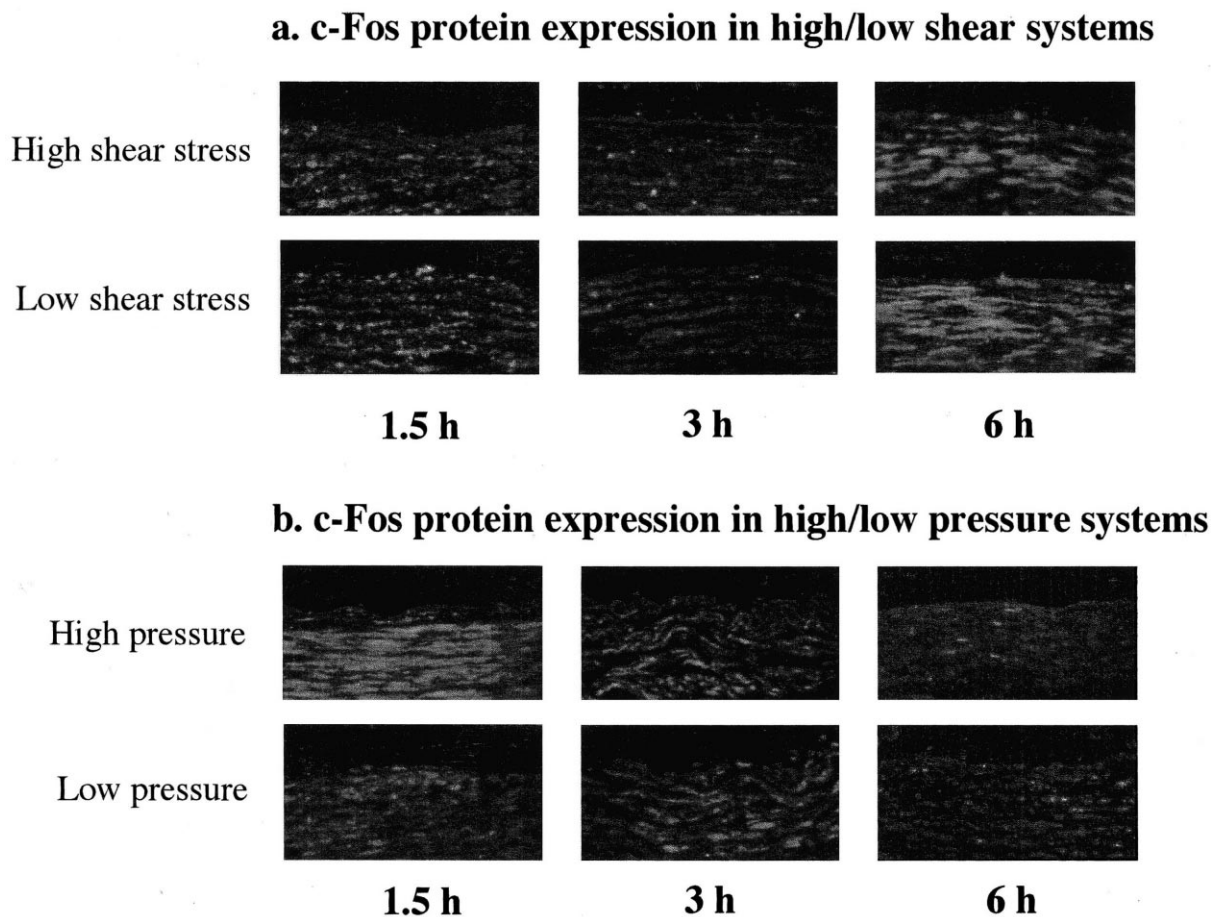 a. c-Fos protein expression in high/low shear systems
High shear stress
Low shear stress
1.5 h 3 h 6 h
b. c-Fos protein expression in high/low pressure systems
High pressure
Low pressure
1.5 h 3 h 6 h